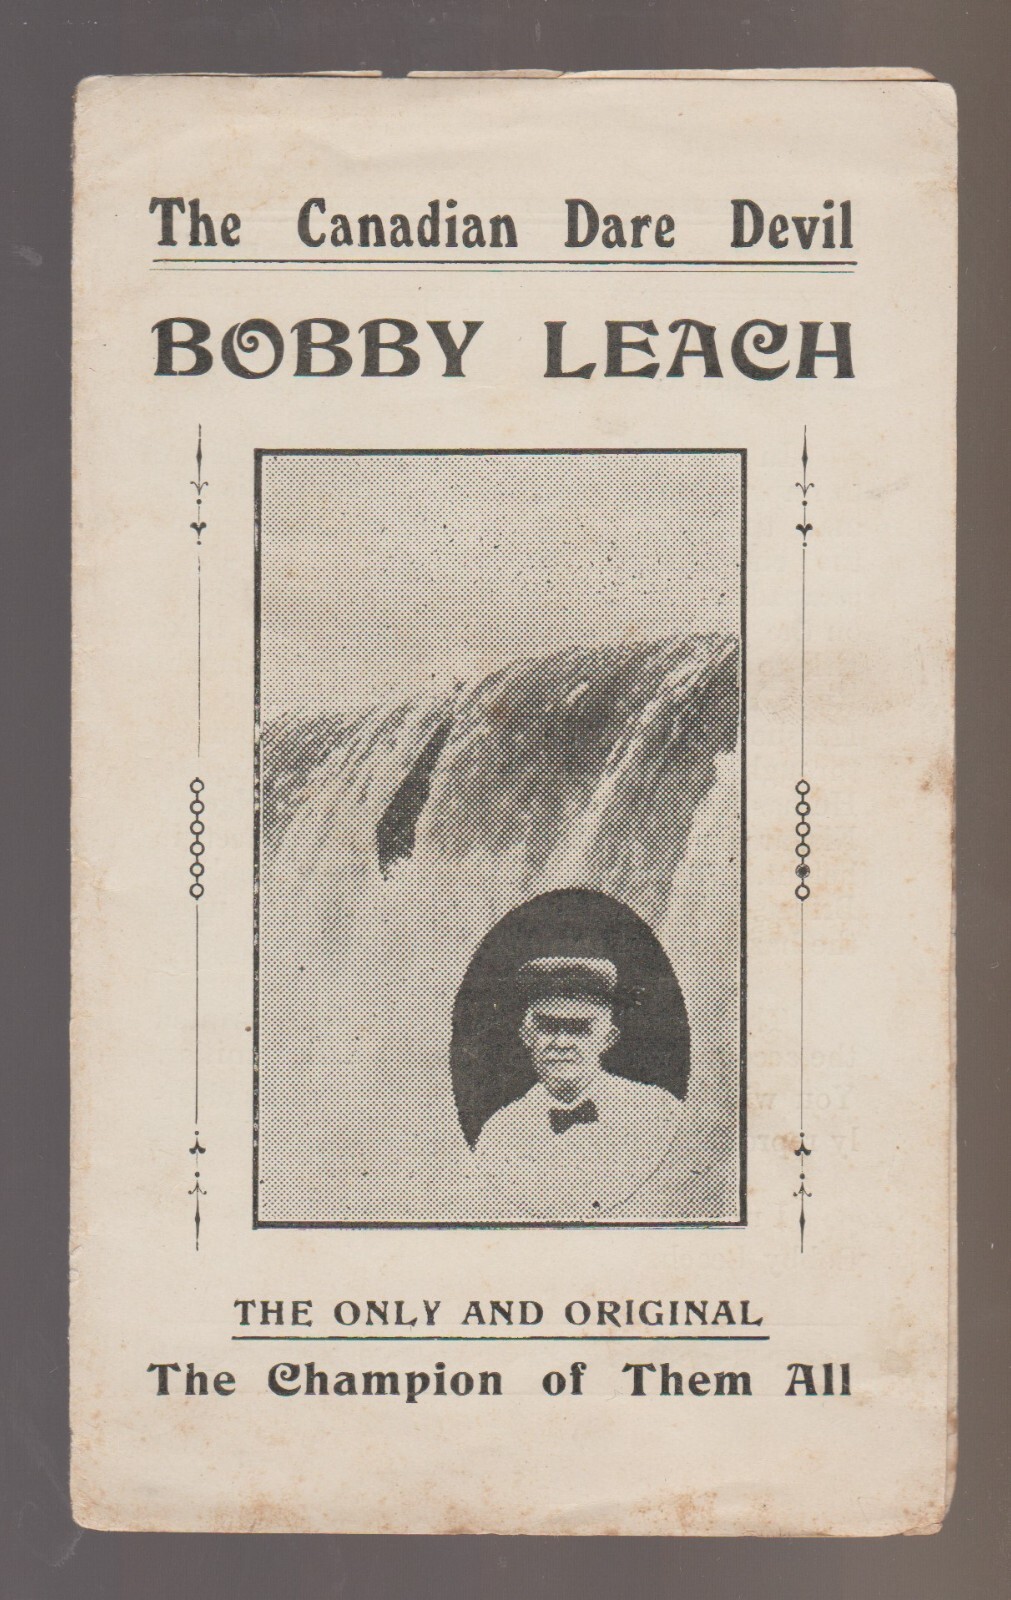 The Canadian Dare Devil
BOBBY LEACH
THE ONLY AND ORIGINAL
The Champion of Them All